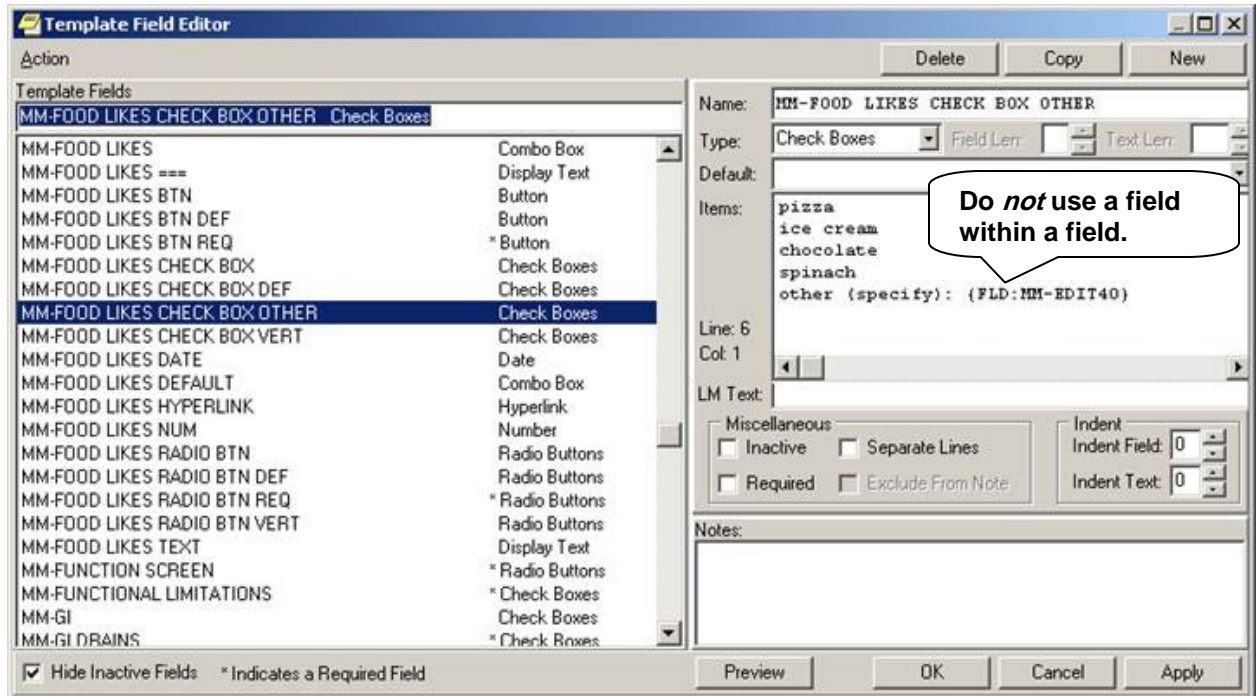 Template Field Editor
Action
Delete
Copy
New
Template Fields
MM-FOOD LIKES CHECK BOX OTHER Check Boxes
MM-FOOD LIKES Combo Box
MM-FOOD LIKES === Display Text
MM-FOOD LIKES BTN Button
MM-FOOD LIKES BTN DEF Button
MM-FOOD LIKES BTN REQ * Button
MM-FOOD LIKES CHECK BOX Check Boxes
MM-FOOD LIKES CHECK BOX DEF Check Boxes
MM-FOOD LIKES CHECK BOX OTHER Check Boxes
MM-FOOD LIKES CHECK BOX VERT Check Boxes
MM-FOOD LIKES DATE Date
MM-FOOD LIKES DEFAULT Combo Box
MM-FOOD LIKES HYPERLINK Hyperlink
MM-FOOD LIKES NUM Number
MM-FOOD LIKES RADIO BTN Radio Buttons
MM-FOOD LIKES RADIO BTN DEF Radio Buttons
MM-FOOD LIKES RADIO BTN REQ * Radio Buttons
MM-FOOD LIKES RADIO BTN VERT Radio Buttons
MM-FOOD LIKES TEXT Display Text
MM-FUNCTION SCREEN * Radio Buttons
MM-FUNCTIONAL LIMITATIONS * Check Boxes
MM-GI Check Boxes
MM-GI DRAINS * Check Boxes
Name: MM-FOOD LIKES CHECK BOX OTHER
Type: Check Boxes Field Len: Text Len:
Default:
Items:
pizza
ice cream
chocolate
spinach
other (specify): {FLD:MM-EDIT40}
Do not use a field
within a field.
Line: 6
Col: 1
LM Text:
Miscellaneous
Inactive Separate Lines
Required Exclude From Note
Indent
Indent Field: 0
Indent Text: 0
Notes:
Hide Inactive Fields * Indicates a Required Field
Preview
OK
Cancel
Apply